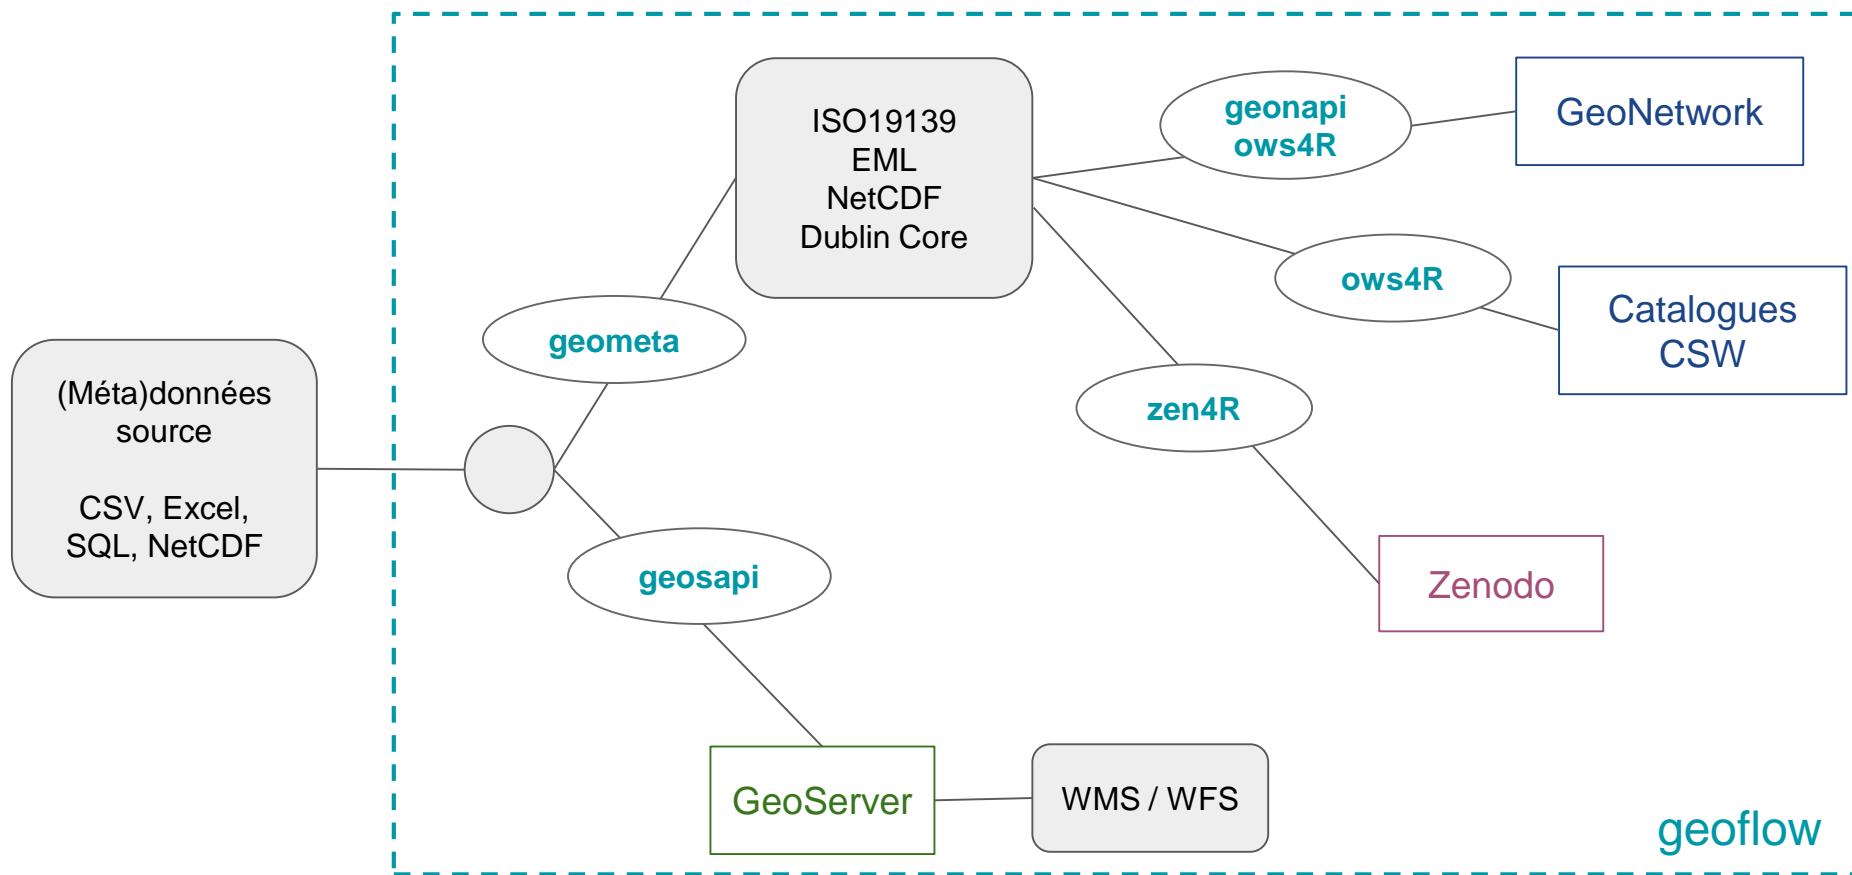 ISO19139
EML
NetCDF
Dublin Core
geonapi
ows4R
GeoNetwork
ows4R
Catalogues
CSW
geometa
(Méta)données
source
CSV, Excel,
SQL, NetCDF
zen4R
geosapi
Zenodo
GeoServer
WMS / WFS
geoflow